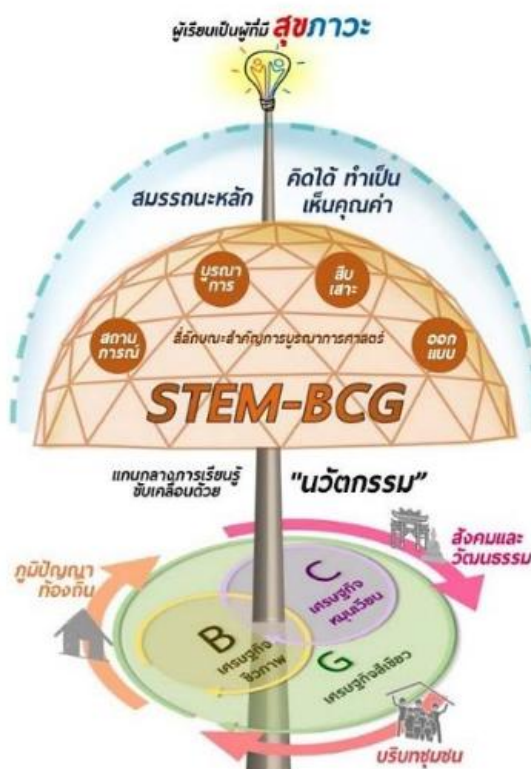 ผู้เรียนเป็นผู้ที่มี สุขภาวะ
สมรรถนะหลัก
คิดได้ ทำเป็น
เห็นคุณค่า
บูรณา
การ
สืบ
เสาะ
สถาน
การณ์
สี่ลักษณะสำคัญการบูรณาการศาสตร์
ออก
แบบ
STEM-BCG
แกนกลางการเรียนรู้
ขับเคลื่อนด้วย
"นวัตกรรม”
สังคมและ
วัฒนธรรม
ภูมิปัญญา
ท้องถิ่น
C
เศรษฐกิจ
หมุนเวียน
B
เศรษฐกิจ
ชีวภาพ
G
เศรษฐกิจสีเขียว
บริบทชุมชน